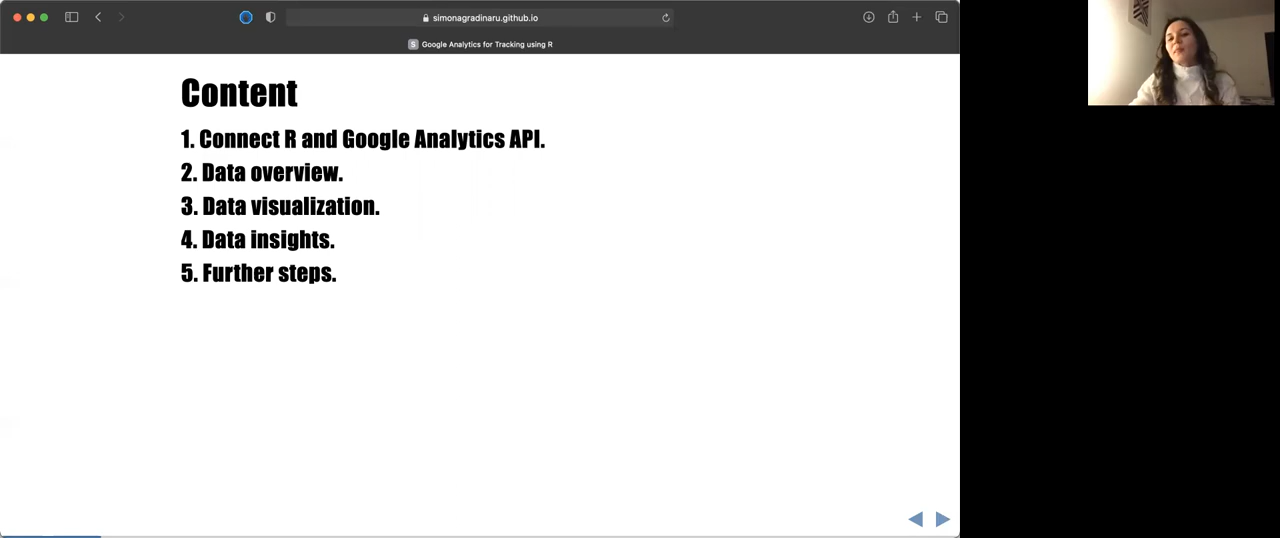 simonagradinaru.github.io
S Google Analytics for Tracking using R
Content
1. Connect R and Google Analytics API.
2. Data overview.
3. Data visualization.
4. Data insights.
5. Further steps.